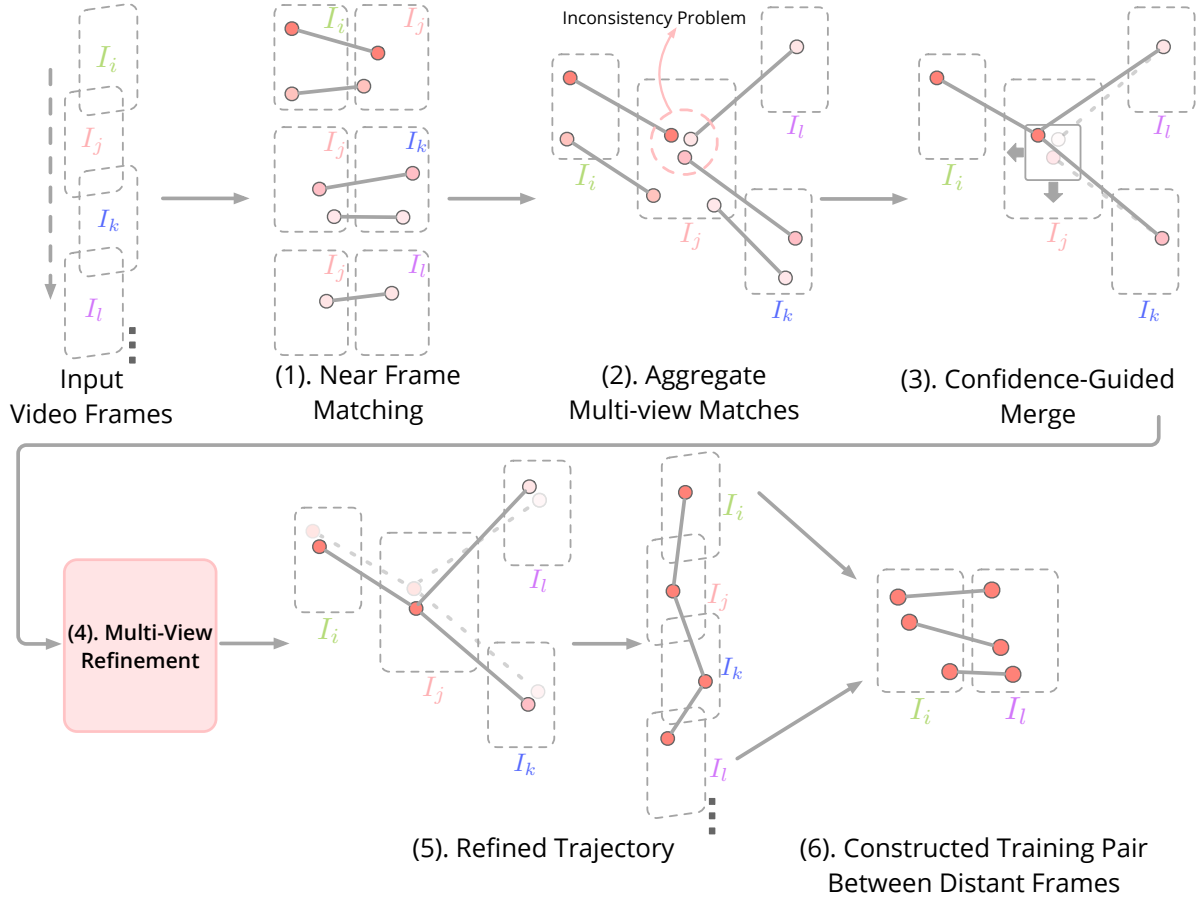 I_i
I_j
I_k
I_l
Input
Video Frames
I_i
I_j
I_j
I_k
I_j
I_l
(1). Near Frame
Matching
Inconsistency Problem
I_l
I_i
I_j
I_k
(2). Aggregate
Multi-view Matches
I_l
I_i
I_j
I_k
(3). Confidence-Guided
Merge
(4). Multi-View
Refinement
I_l
I_i
I_j
I_k
I_i
I_j
I_k
I_l
(5). Refined Trajectory
I_i
I_l
(6). Constructed Training Pair
Between Distant Frames